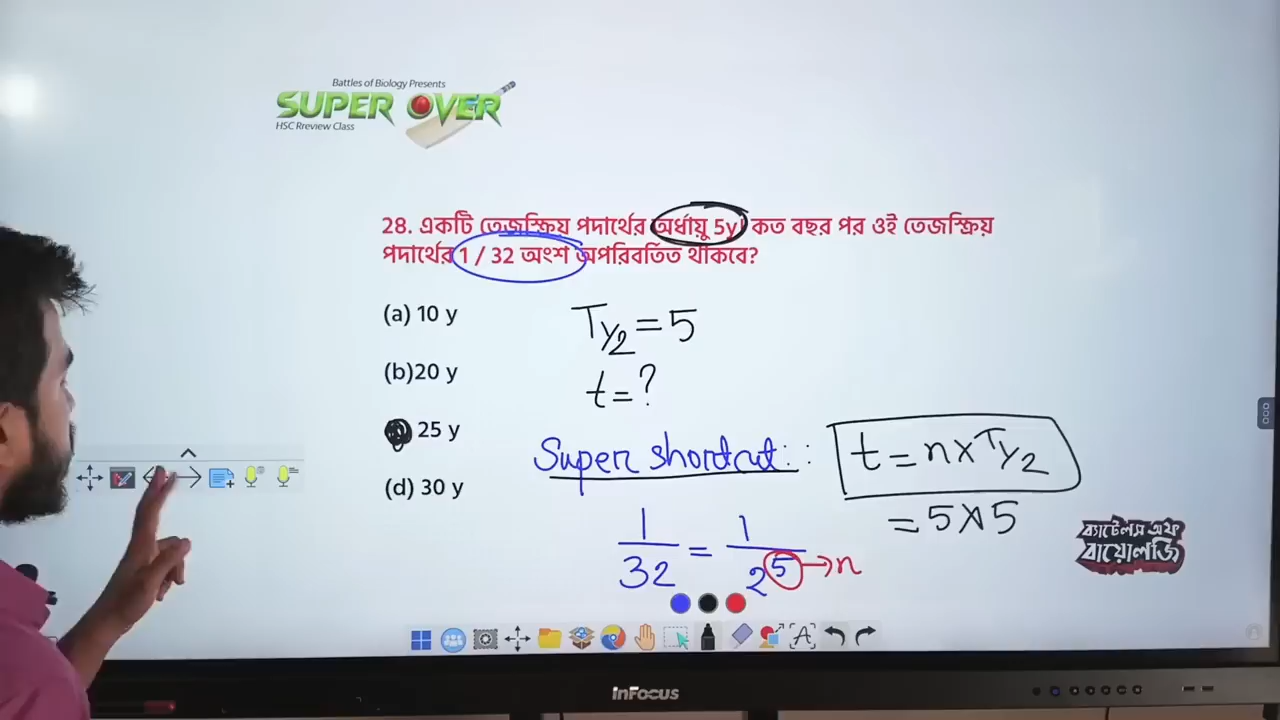 Battles of Biology Presents
SUPER OVER
HSC Rreview Class
28. একটি তেজস্ক্রিয় পদার্থের অর্ধায়ু 5y। কত বছর পর ওই তেজস্ক্রিয়
পদার্থের 1 / 32 অংশ অপরিবর্তিত থাকবে?
(a) 10 y
(b)20 y
25 y
(d) 30 y
T½ = 5
t = ?
Super shortcut :
t = n × T½
= 5 × 5
1/32 = 1/2^5 → n
ব্যাটেলস অফ
বায়োলজি
InFocus